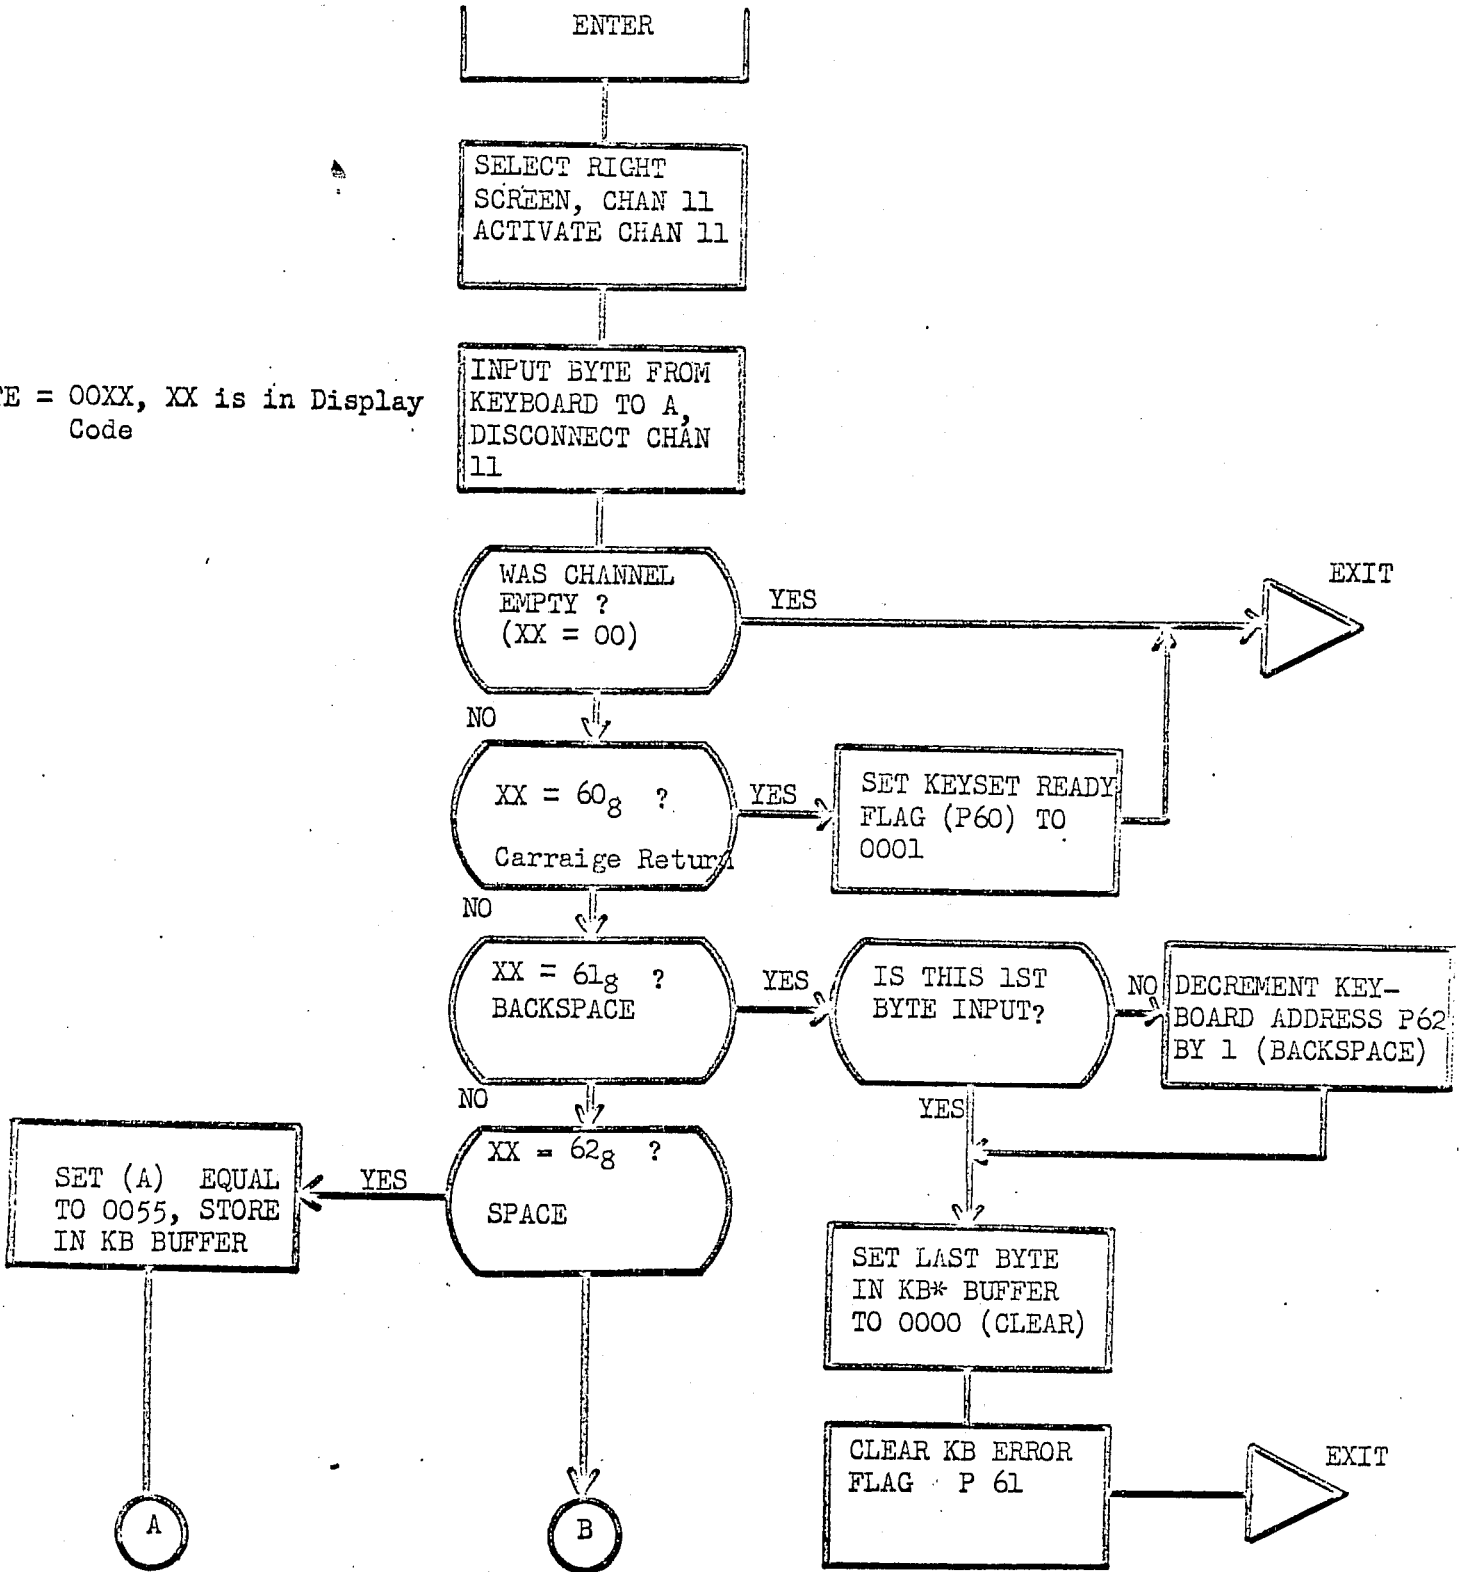 ENTER
SELECT RIGHT
SCREEN, CHAN 11
ACTIVATE CHAN 11
TE = 00XX, XX is in Display
Code
INPUT BYTE FROM
KEYBOARD TO A,
DISCONNECT CHAN
11
WAS CHANNEL
EMPTY ?
(XX = 00)
YES
EXIT
NO
XX = 60₈ ?
Carraige Return
YES
SET KEYSET READY
FLAG (P60) TO
0001
NO
XX = 61₈ ?
BACKSPACE
YES
IS THIS 1ST
BYTE INPUT?
NO
DECREMENT KEY-
BOARD ADDRESS P62
BY 1 (BACKSPACE)
NO
YES
XX = 62₈ ?
SPACE
YES
SET (A) EQUAL
TO 0055, STORE
IN KB BUFFER
SET LAST BYTE
IN KB* BUFFER
TO 0000 (CLEAR)
CLEAR KB ERROR
FLAG P 61
EXIT
A
B